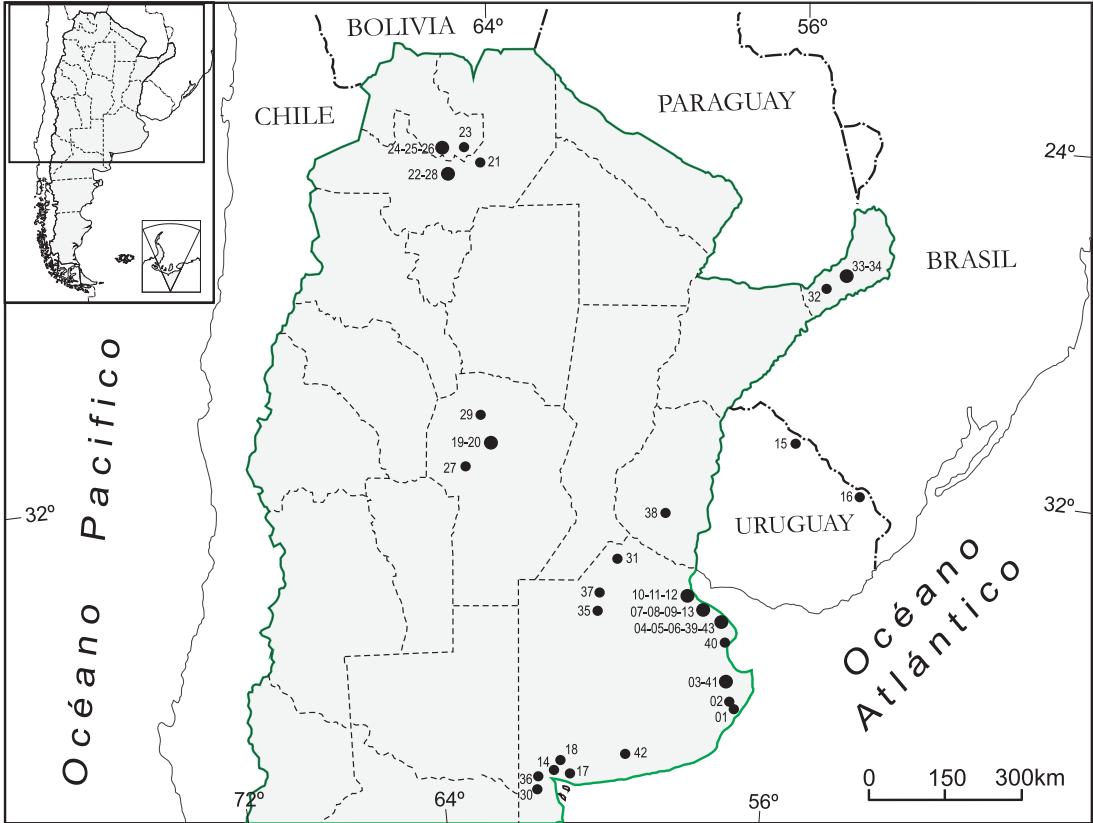 BOLIVIA
64º
56º
PARAGUAY
CHILE
23
24-25-26
21
24º
22-28
BRASIL
33-34
32
Océano Pacifico
29
19-20
15
27
16
32º
38
32º
URUGUAY
31
37
10-11-12
35
07-08-09-13
04-05-06-39-43
40
Océano
Atlántico
03-41
02
01
18
42
14
17
36
30
0 150 300km
72º
64º
56º